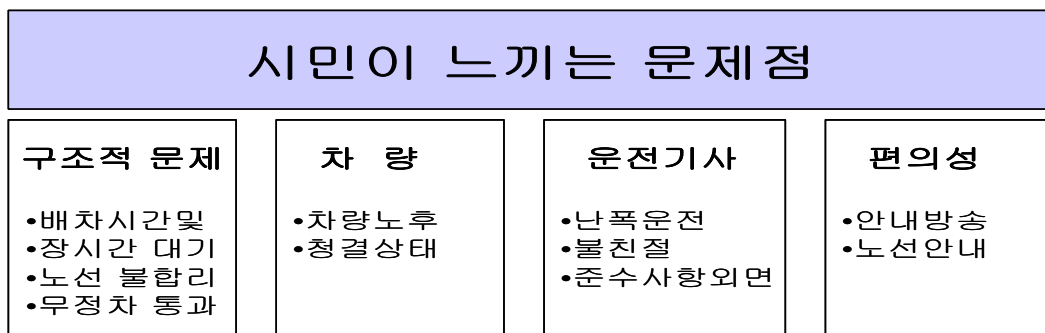 시민이 느끼는 문제점
구조적 문제
•배차시간및
•장시간 대기
•노선 불합리
•무정차 통과
차 량
•차량노후
•청결상태
운전기사
•난폭운전
•불친절
•준수사항외면
편의성
•안내방송
•노선안내